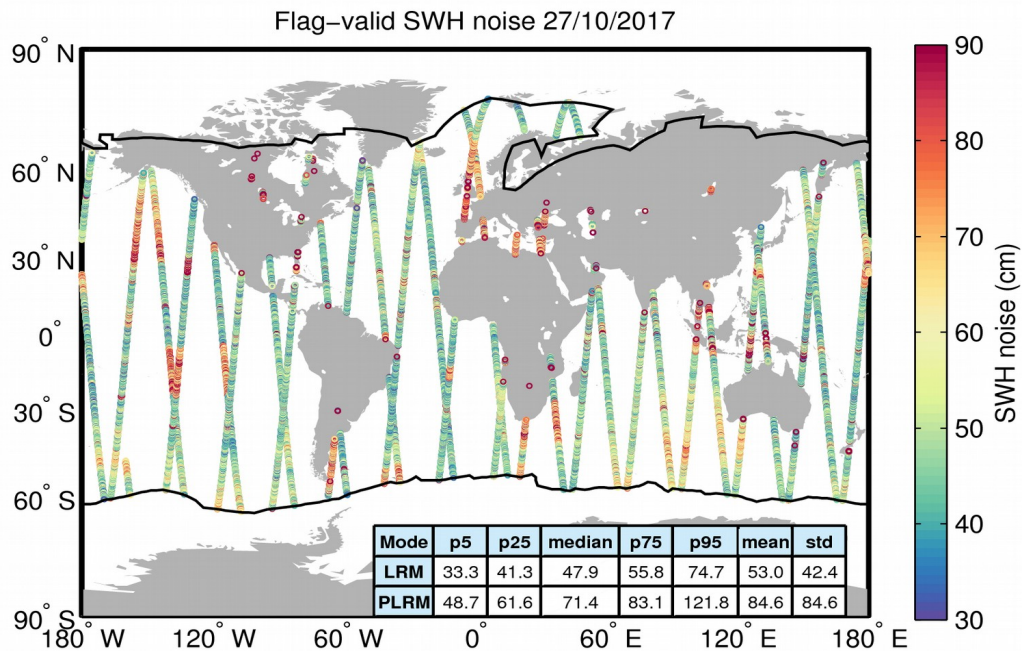 Flag−valid SWH noise 27/10/2017
90° N
60° N
30° N
0°
30° S
60° S
90° S
180° W
120° W
60° W
0°
60° E
120° E
180° E
90
80
70
60
50
40
30
SWH noise (cm)
Mode p5 p25 median p75 p95 mean std
LRM 33.3 41.3 47.9 55.8 74.7 53.0 42.4
PLRM 48.7 61.6 71.4 83.1 121.8 84.6 84.6